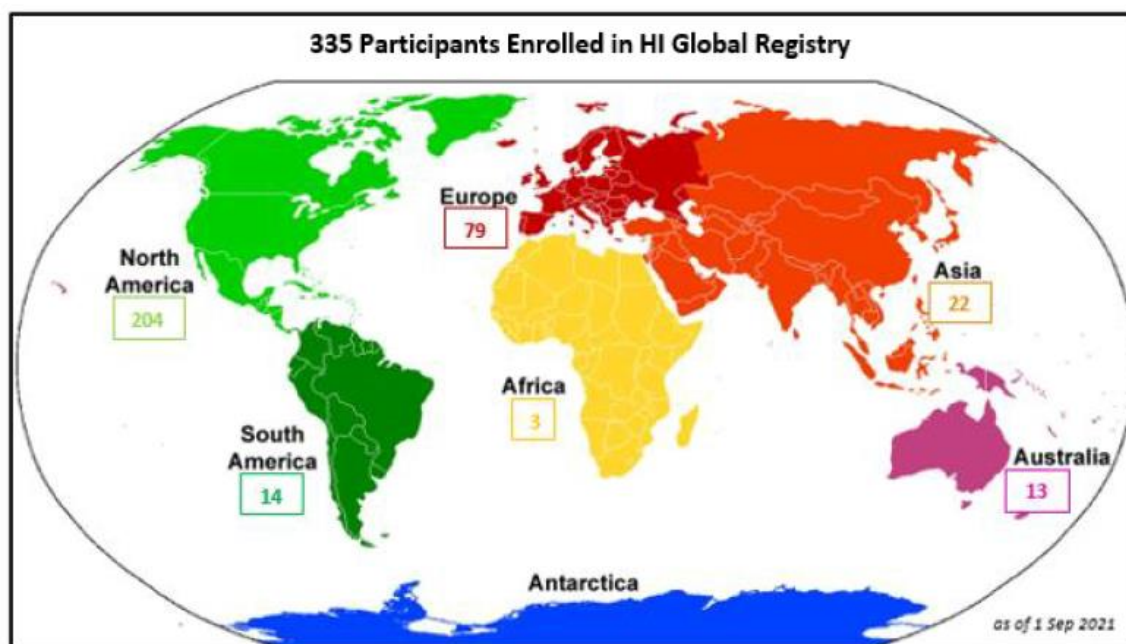 335 Participants Enrolled in HI Global Registry
North
America
204
Europe
79
Asia
22
Africa
3
South
America
14
Australia
13
Antarctica
as of 1 Sep 2021